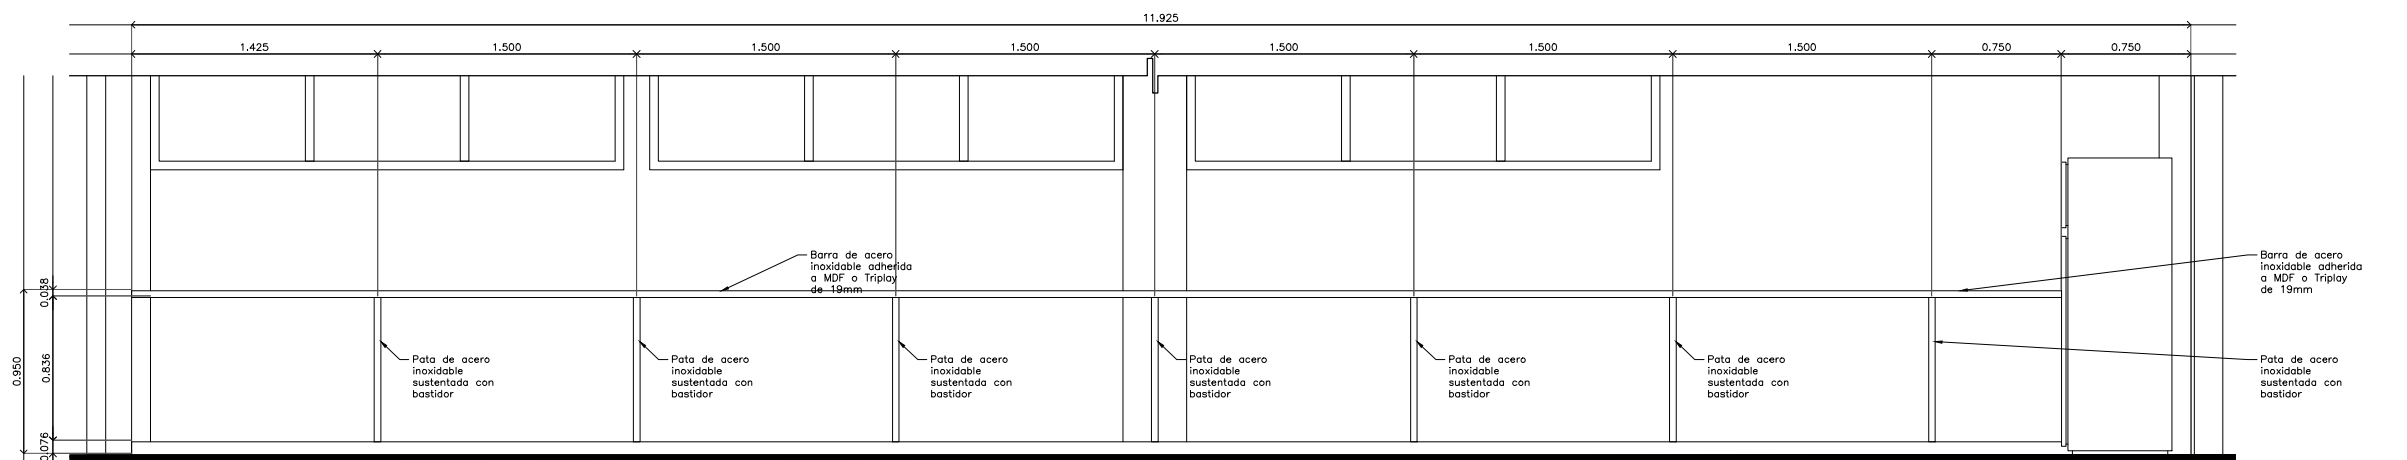 11.925
1.425 1.500 1.500 1.500 1.500 1.500 1.500 0.750 0.750
Barra de acero
inoxidable adherida
a MDF o Triplay
de 19mm
Barra de acero
inoxidable adherida
a MDF o Triplay
de 19mm
0.038
0.836
0.950
0.076
Pata de acero
inoxidable
sustentada con
bastidor
Pata de acero
inoxidable
sustentada con
bastidor
Pata de acero
inoxidable
sustentada con
bastidor
Pata de acero
inoxidable
sustentada con
bastidor
Pata de acero
inoxidable
sustentada con
bastidor
Pata de acero
inoxidable
sustentada con
bastidor
Pata de acero
inoxidable
sustentada con
bastidor